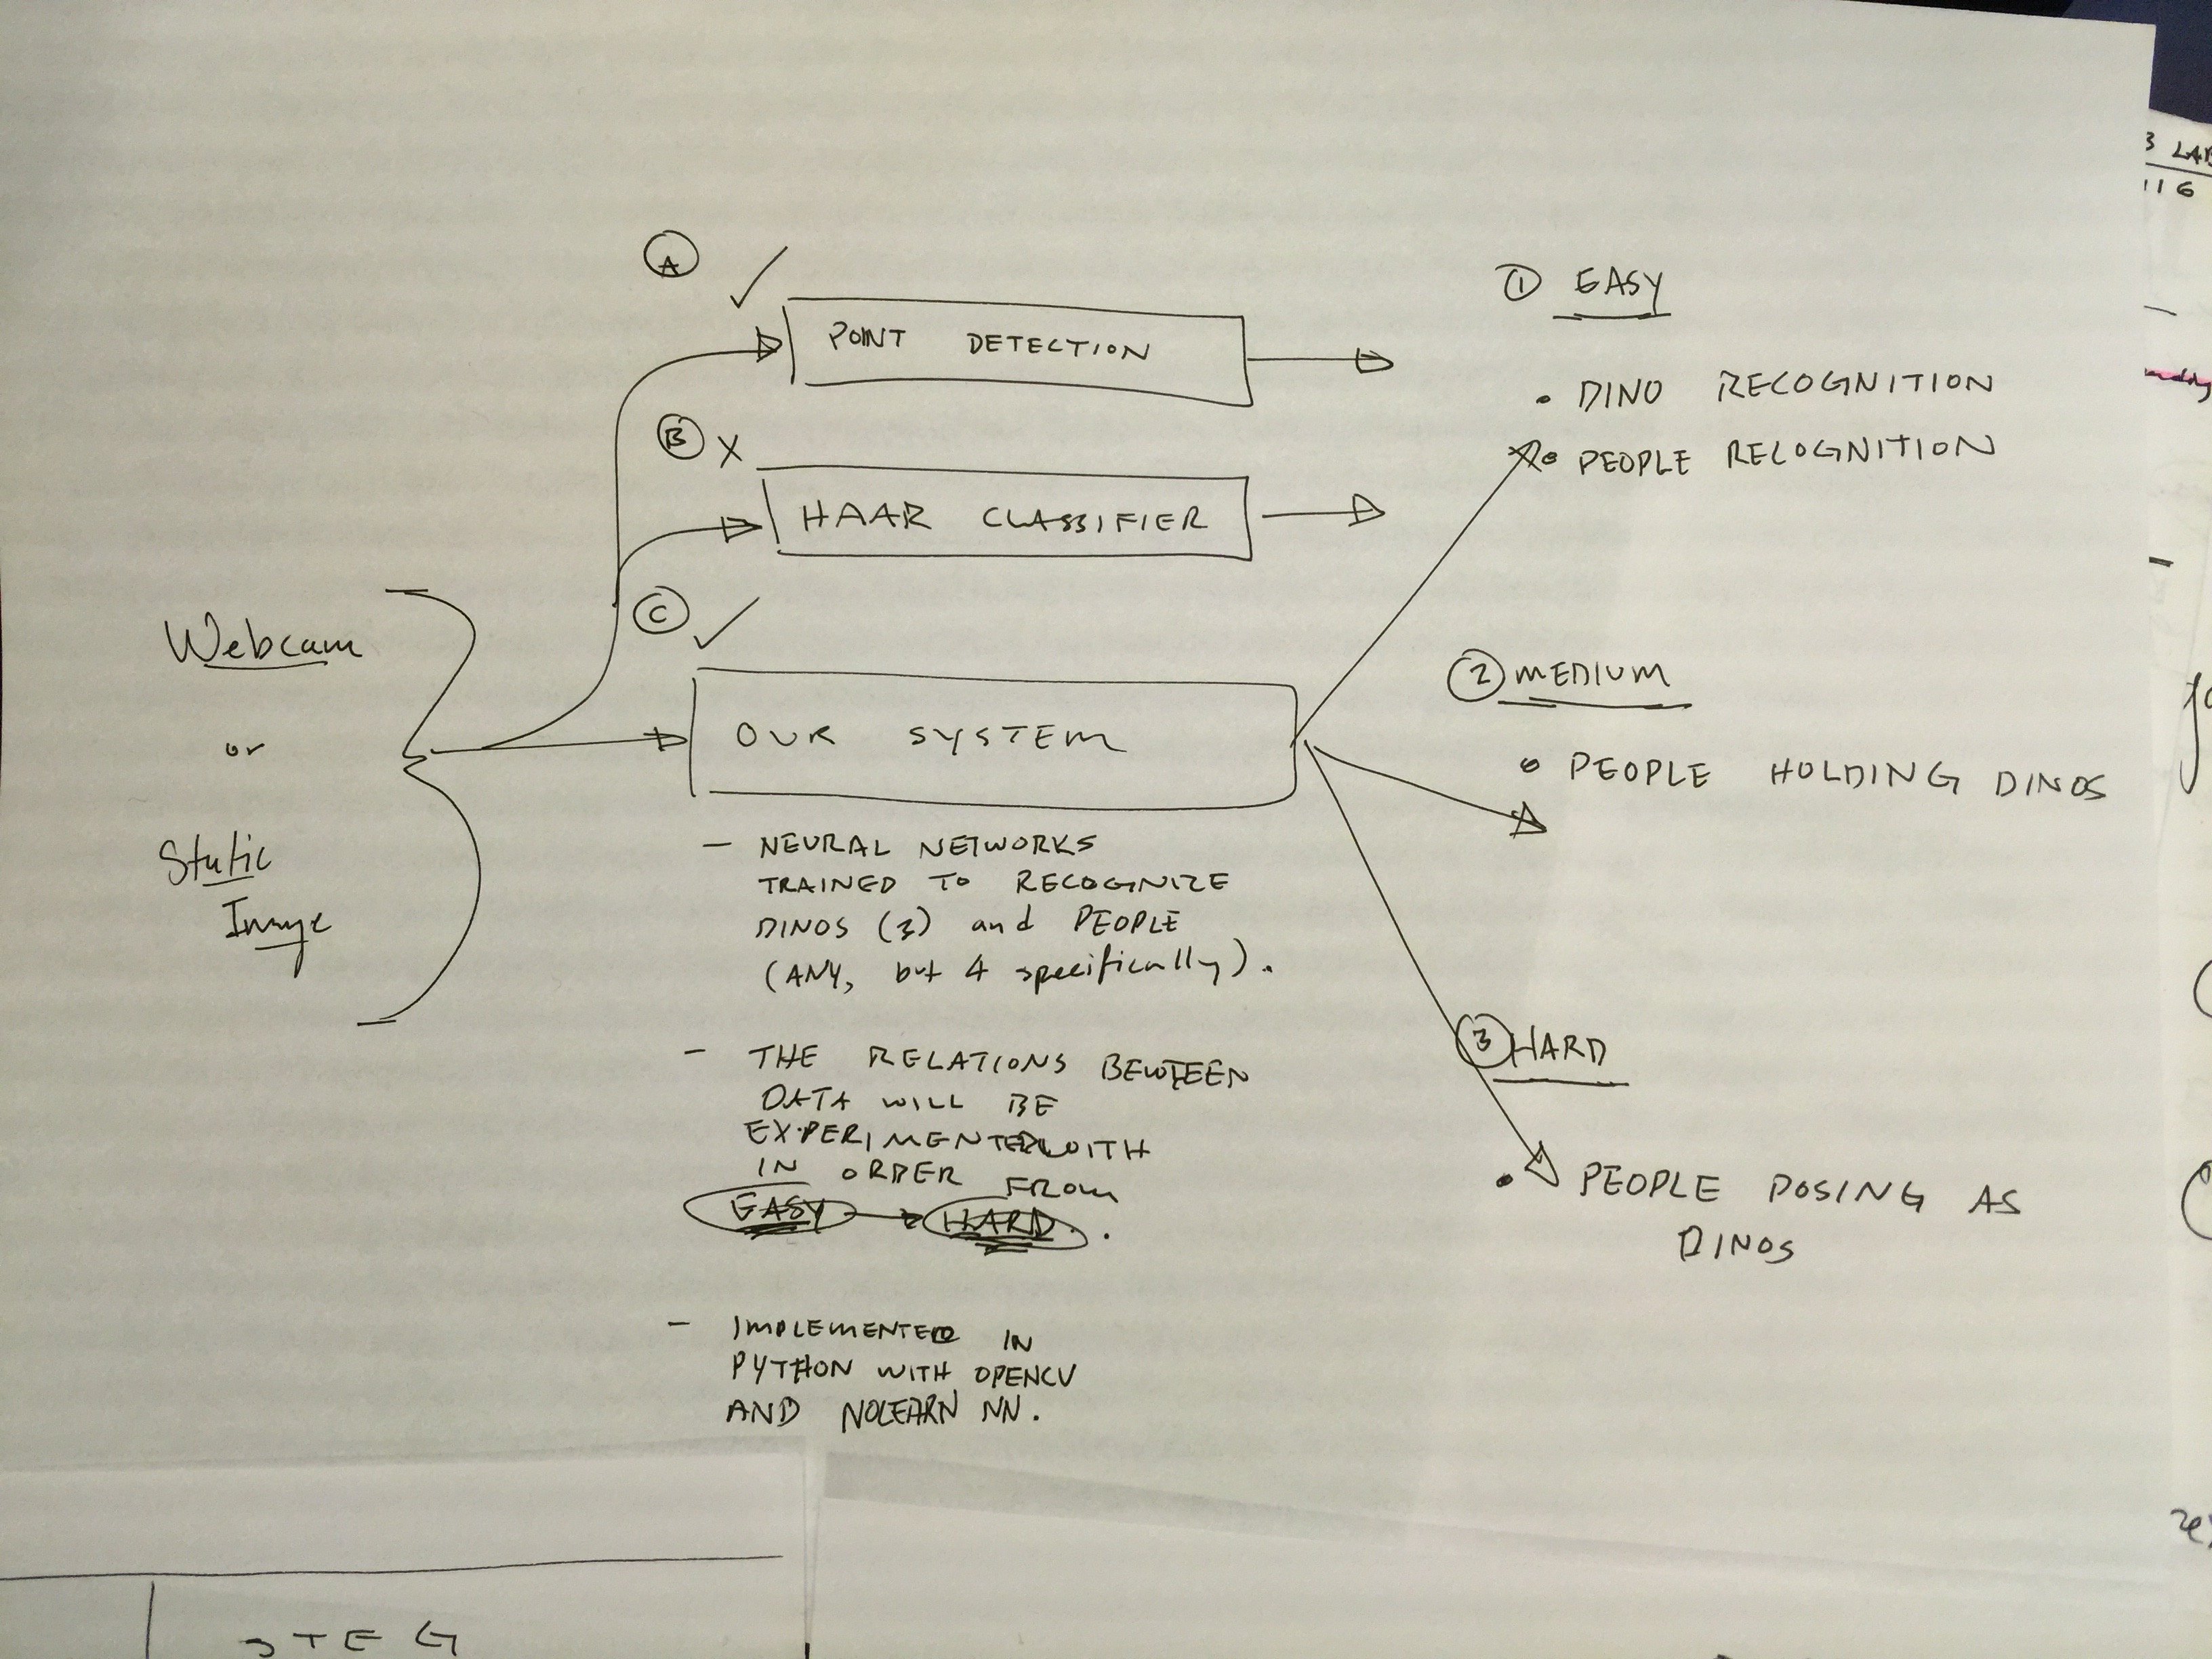 A ✓
POINT DETECTION
B X
HAAR CLASSIFIER
C ✓
OUR SYSTEM
Webcam
or
Static
Image
- NEURAL NETWORKS
TRAINED TO RECOGNIZE
DINOS (3) and PEOPLE
(ANY, but 4 specifically).
- THE RELATIONS BEWTEEN
DATA WILL BE
EXPERIMENTED WITH
IN ORDER FROM
EASY → HARD.
- IMPLEMENTED IN
PYTHON WITH OPENCV
AND NOLEARN NN.
① EASY
• DINO RECOGNITION
• PEOPLE RECOGNITION
② MEDIUM
• PEOPLE HOLDING DINOS
③ HARD
• PEOPLE POSING AS
DINOS
3 LAB
116